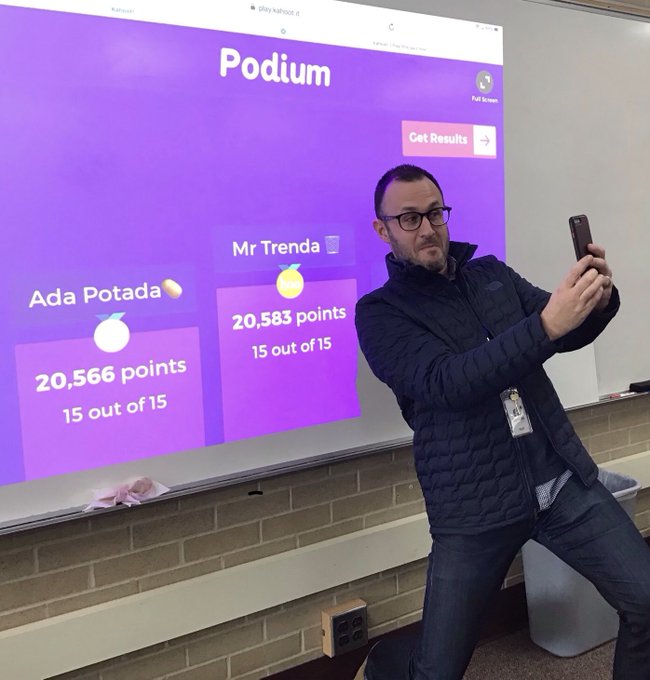 Kahoot!
play.kahoot.it
Podium
Full Screen
Get Results
Mr Trenda
Ada Potada
20,583 points
15 out of 15
20,566 points
15 out of 15